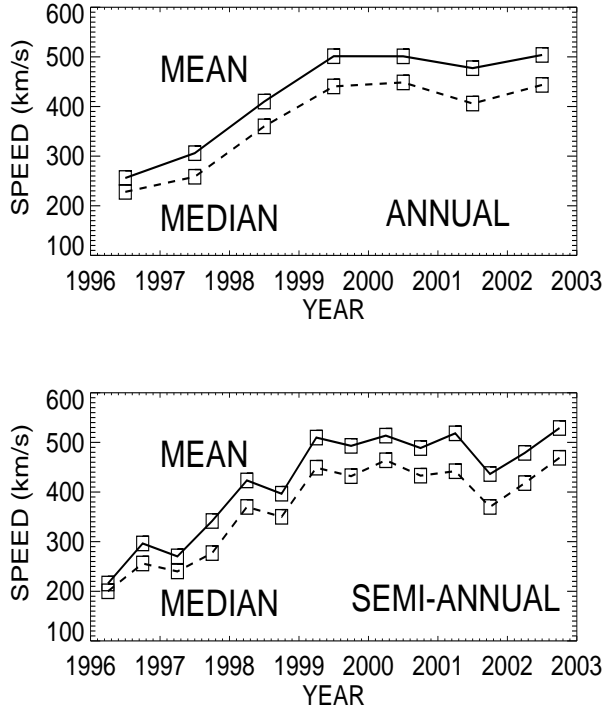 600
500
400
300
200
100
SPEED (km/s)
MEAN
MEDIAN
ANNUAL
1996 1997 1998 1999 2000 2001 2002 2003
YEAR
600
500
400
300
200
100
SPEED (km/s)
MEAN
MEDIAN
SEMI-ANNUAL
1996 1997 1998 1999 2000 2001 2002 2003
YEAR